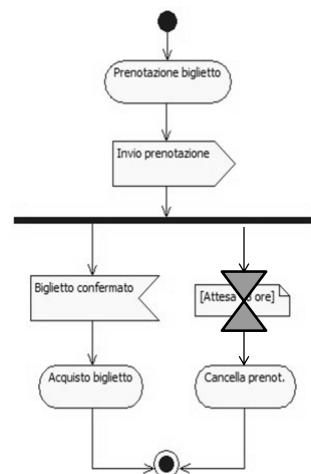 Prenotazione biglietto
Invio prenotazione
Biglietto confermato
[Attesa ore]
Acquisto biglietto
Cancella prenot.